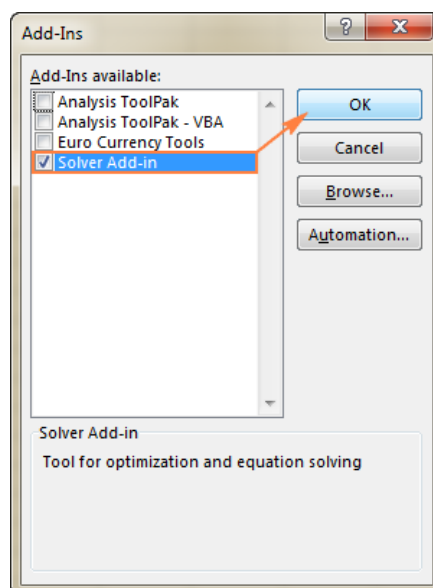 Add-Ins
?
X
Add-Ins available:
Analysis ToolPak
Analysis ToolPak - VBA
Euro Currency Tools
Solver Add-in
OK
Cancel
Browse...
Automation...
Solver Add-in
Tool for optimization and equation solving